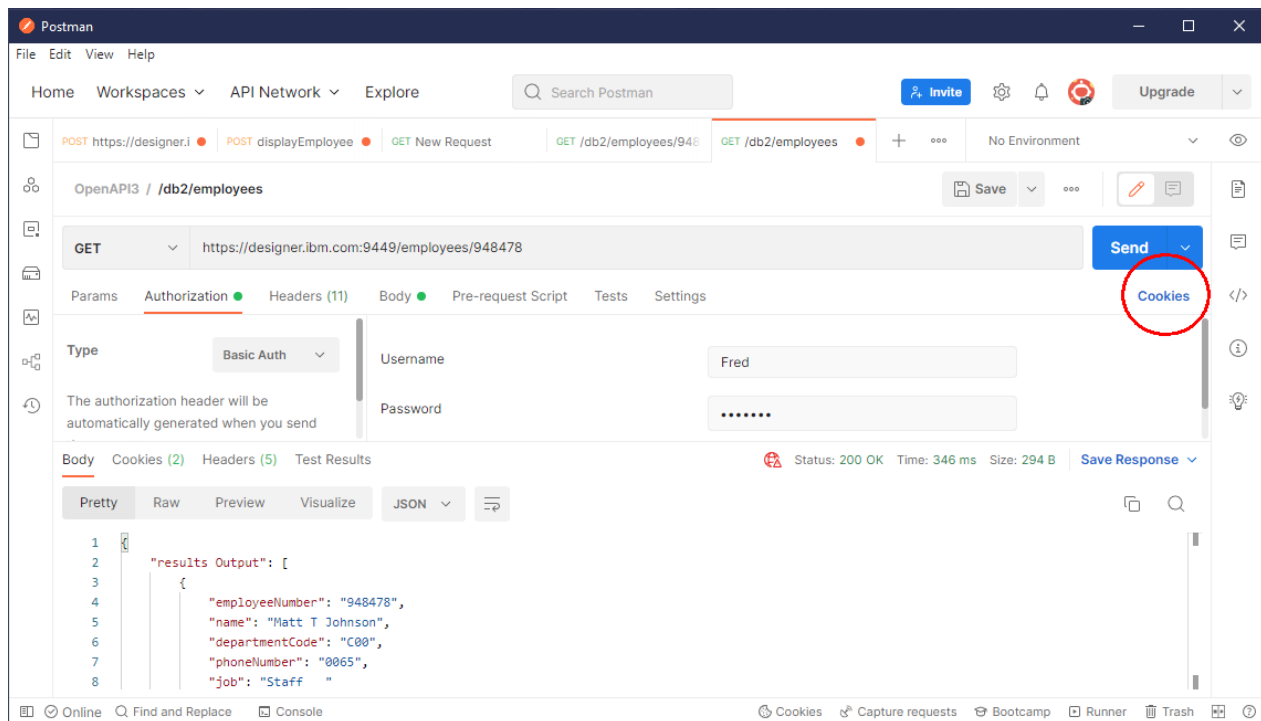 Postman
File Edit View Help
Home Workspaces API Network Explore Search Postman Invite Upgrade
POST https://designer.i POST displayEmployee GET New Request GET /db2/employees/948 GET /db2/employees No Environment
OpenAPI3 / /db2/employees Save
GET https://designer.ibm.com:9449/employees/948478 Send
Params Authorization Headers (11) Body Pre-request Script Tests Settings Cookies
Type Basic Auth Username Fred
The authorization header will be
automatically generated when you send
Password •••••••
Body Cookies (2) Headers (5) Test Results Status: 200 OK Time: 346 ms Size: 294 B Save Response
Pretty Raw Preview Visualize JSON
1 {
2 "results Output": [
3 {
4 "employeeNumber": "948478",
5 "name": "Matt T Johnson",
6 "departmentCode": "C00",
7 "phoneNumber": "0065",
8 "job": "Staff   "
Online Find and Replace Console Cookies Capture requests Bootcamp Runner Trash